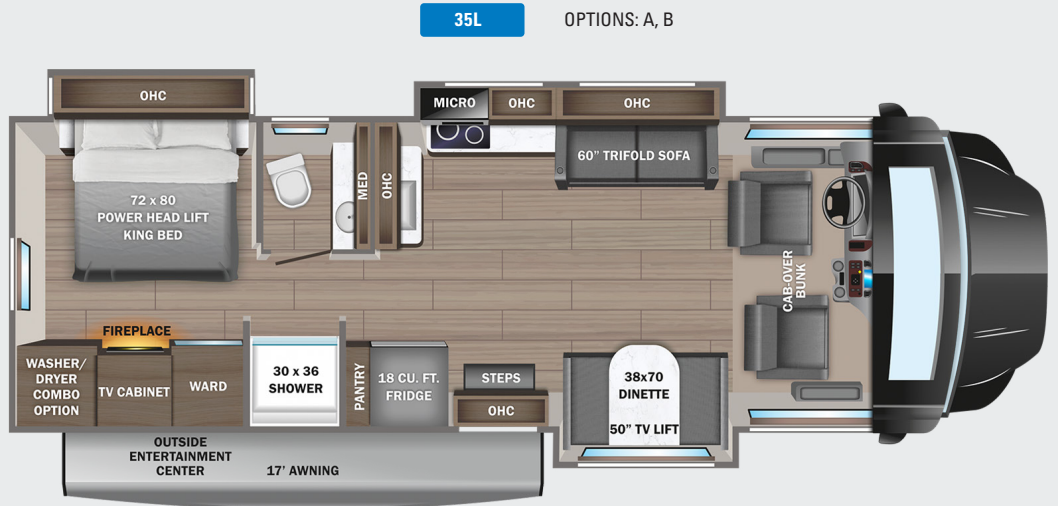 35L
OPTIONS: A, B
OHC
MICRO
OHC
OHC
60” TRIFOLD SOFA
72 x 80
POWER HEAD LIFT
KING BED
MED
OHC
CAB-OVER
BUNK
FIREPLACE
WASHER/
DRYER
COMBO
OPTION
TV CABINET
WARD
30 x 36
SHOWER
PANTRY
18 CU. FT.
FRIDGE
STEPS
OHC
38x70
DINETTE
50” TV LIFT
OUTSIDE
ENTERTAINMENT
CENTER
17’ AWNING